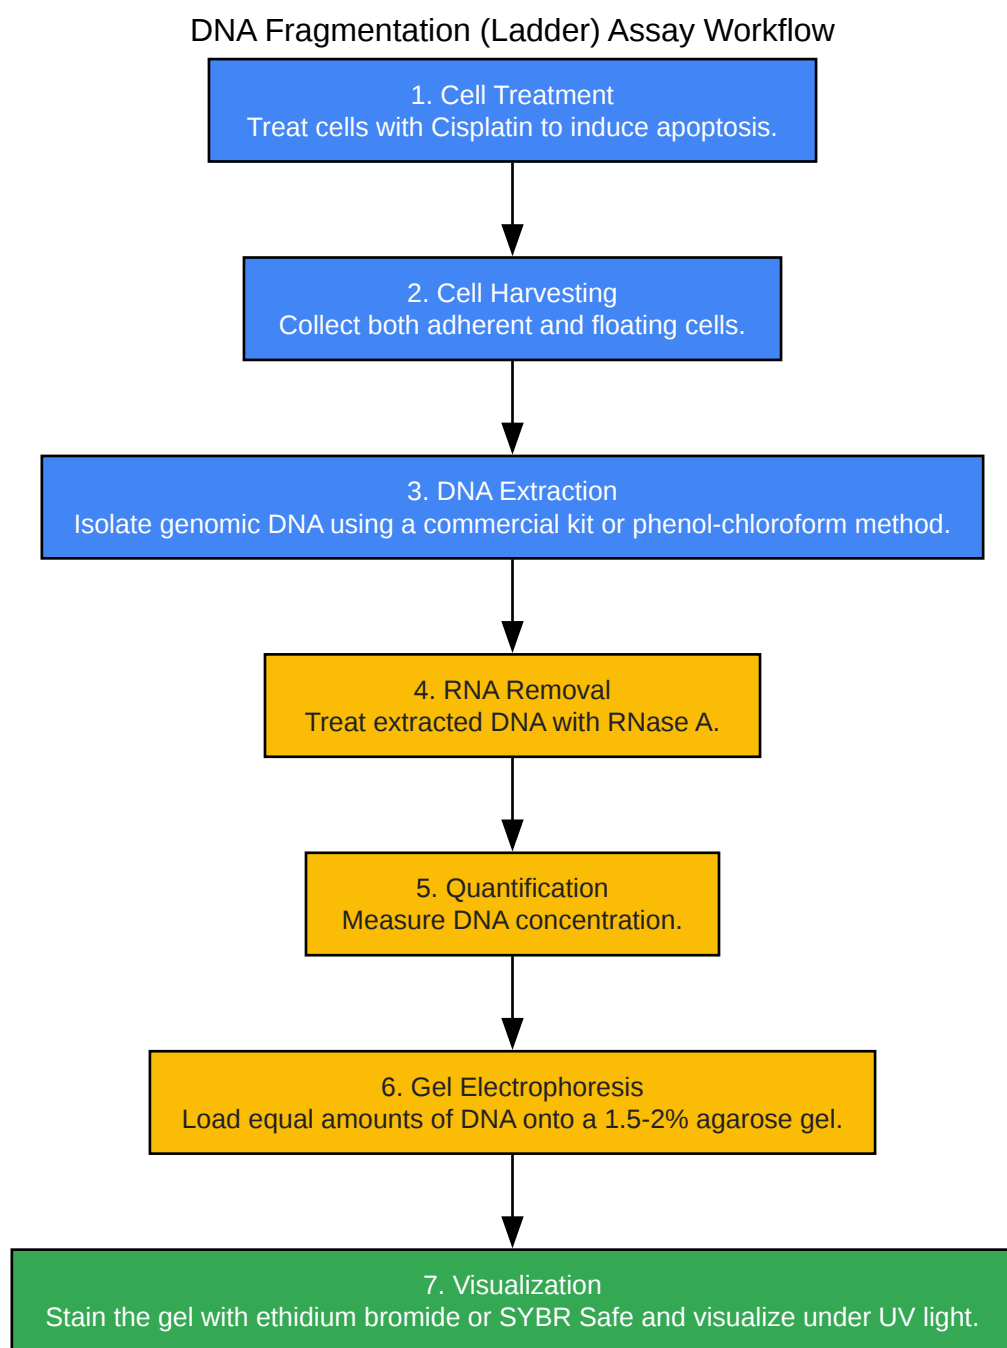 DNA Fragmentation (Ladder) Assay Workflow
1. Cell Treatment
Treat cells with Cisplatin to induce apoptosis.
2. Cell Harvesting
Collect both adherent and floating cells.
3. DNA Extraction
Isolate genomic DNA using a commercial kit or phenol-chloroform method.
4. RNA Removal
Treat extracted DNA with RNase A.
5. Quantification
Measure DNA concentration.
6. Gel Electrophoresis
Load equal amounts of DNA onto a 1.5-2% agarose gel.
7. Visualization
Stain the gel with ethidium bromide or SYBR Safe and visualize under UV light.